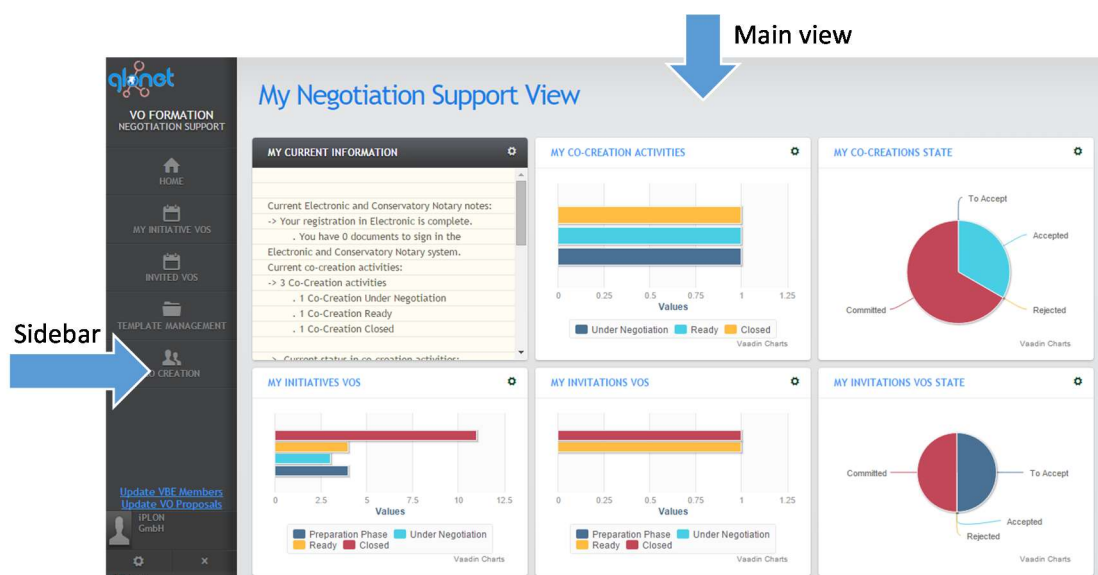 Main view
Sidebar
glonet
VO FORMATION
NEGOTIATION SUPPORT
HOME
MY INITIATIVE VOS
INVITED VOS
TEMPLATE MANAGEMENT
CREATION
Update VBE Members
Update VO Proposals
iPLON
GmbH
My Negotiation Support View
MY CURRENT INFORMATION
Current Electronic and Conservatory Notary notes:
-> Your registration in Electronic is complete.
. You have 0 documents to sign in the
Electronic and Conservatory Notary system.
Current co-creation activities:
-> 3 Co-Creation activities
. 1 Co-Creation Under Negotiation
. 1 Co-Creation Ready
. 1 Co-Creation Closed
-> Current status in co-creation activities:
MY CO-CREATION ACTIVITIES
0 0.25 0.5 0.75 1 1.25
Values
Under Negotiation Ready Closed
Vaadin Charts
MY CO-CREATIONS STATE
To Accept
Accepted
Committed
Rejected
Vaadin Charts
MY INITIATIVES VOS
0 2.5 5 7.5 10 12.5
Values
Preparation Phase Under Negotiation
Ready Closed
Vaadin Charts
MY INVITATIONS VOS
0 0.25 0.5 0.75 1 1.25
Values
Preparation Phase Under Negotiation
Ready Closed
Vaadin Charts
MY INVITATIONS VOS STATE
Committed
To Accept
Accepted
Rejected
Vaadin Charts